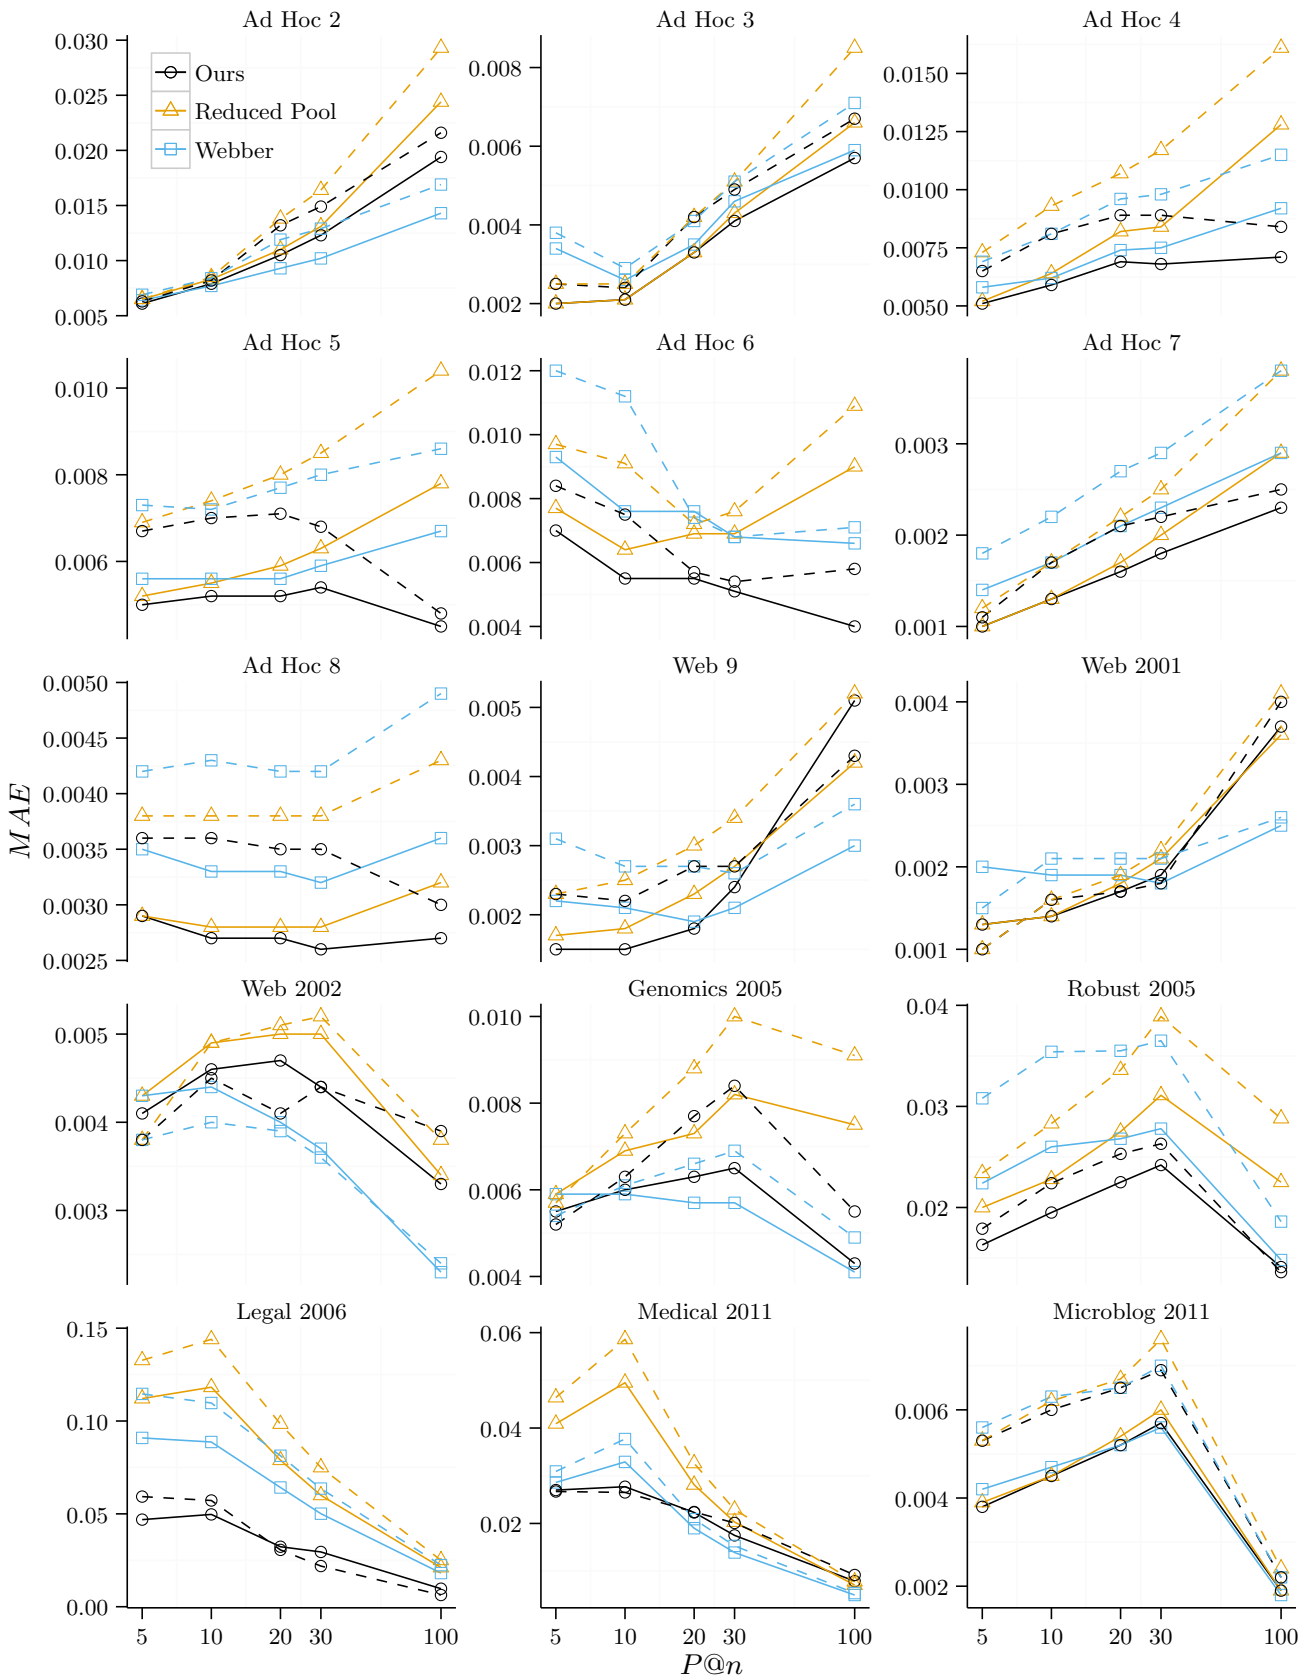 Ad Hoc 2
Ad Hoc 3
Ad Hoc 4
0.030
0.025
0.020
0.015
0.010
0.005
Ours
Reduced Pool
Webber
0.008
0.006
0.004
0.002
0.0150
0.0125
0.0100
0.0075
0.0050
Ad Hoc 5
Ad Hoc 6
Ad Hoc 7
0.010
0.008
0.006
0.012
0.010
0.008
0.006
0.004
0.003
0.002
0.001
Ad Hoc 8
Web 9
Web 2001
0.0050
0.0045
0.0040
0.0035
0.0030
0.0025
0.005
0.004
0.003
0.002
0.004
0.003
0.002
0.001
MAE
Web 2002
Genomics 2005
Robust 2005
0.005
0.004
0.003
0.010
0.008
0.006
0.004
0.04
0.03
0.02
Legal 2006
Medical 2011
Microblog 2011
0.15
0.10
0.05
0.00
0.06
0.04
0.02
0.006
0.004
0.002
5 10 20 30 100
5 10 20 30 100
5 10 20 30 100
P@n